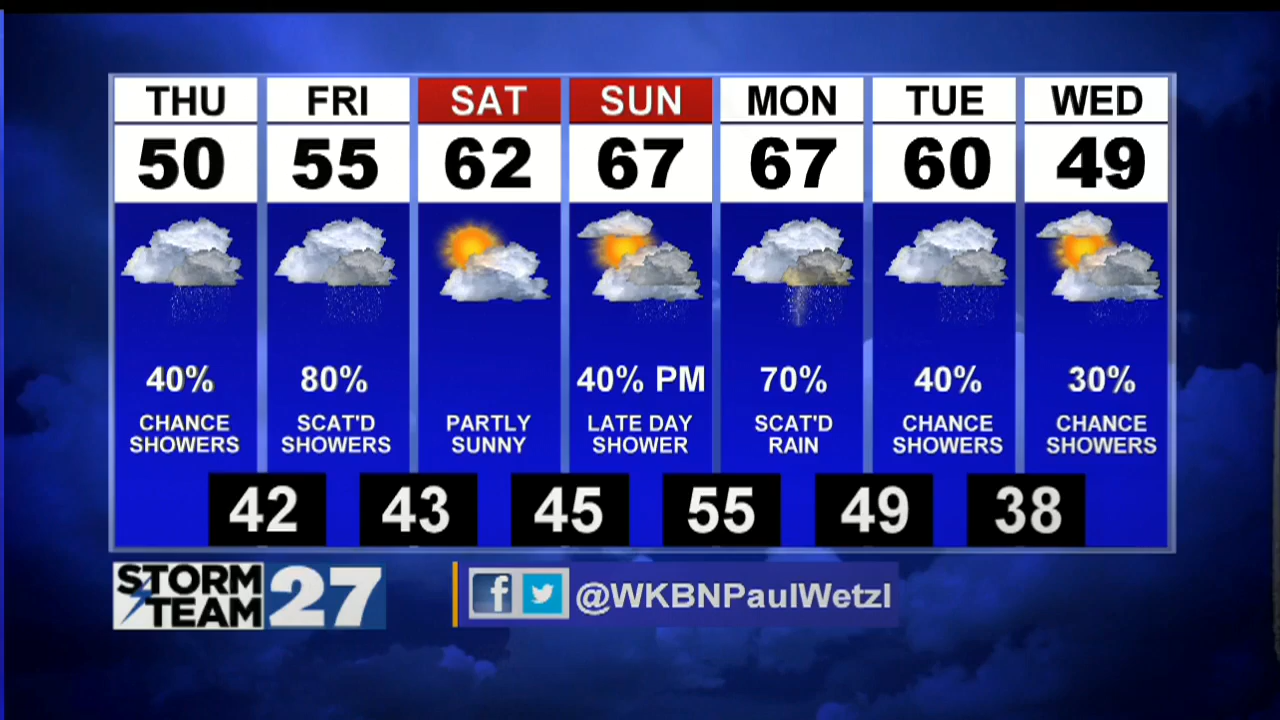 THU FRI SAT SUN MON TUE WED
50 55 62 67 67 60 49
40% 80% 40% PM 70% 40% 30%
CHANCE SCAT'D PARTLY LATE DAY SCAT'D CHANCE CHANCE
SHOWERS SHOWERS SUNNY SHOWER RAIN SHOWERS SHOWERS
42 43 45 55 49 38
STORM
TEAM
27
f @WKBNPaulWetzl